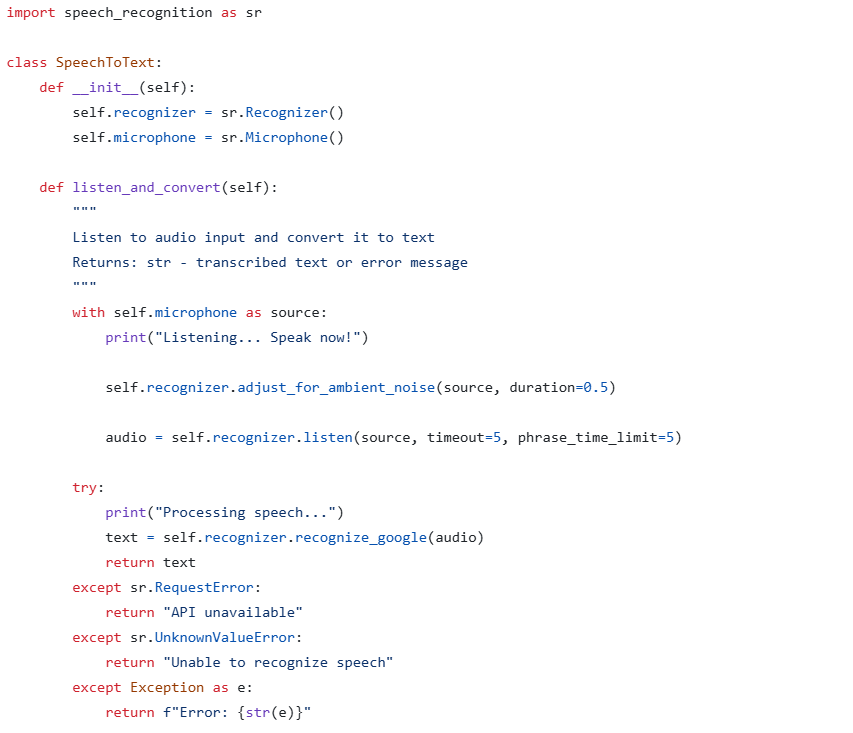 import speech_recognition as sr
class SpeechToText:
    def __init__(self):
        self.recognizer = sr.Recognizer()
        self.microphone = sr.Microphone()
    def listen_and_convert(self):
        """
        Listen to audio input and convert it to text
        Returns: str - transcribed text or error message
        """
        with self.microphone as source:
            print("Listening... Speak now!")
            self.recognizer.adjust_for_ambient_noise(source, duration=0.5)
            audio = self.recognizer.listen(source, timeout=5, phrase_time_limit=5)
        try:
            print("Processing speech...")
            text = self.recognizer.recognize_google(audio)
            return text
        except sr.RequestError:
            return "API unavailable"
        except sr.UnknownValueError:
            return "Unable to recognize speech"
        except Exception as e:
            return f"Error: {str(e)}"